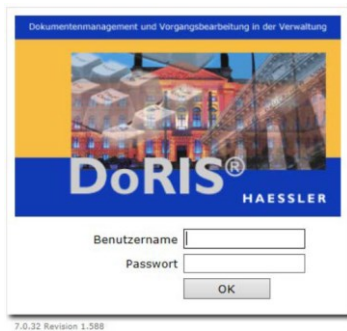 Dokumentenmanagement und Vorgangsbearbeitung in der Verwaltung
DoRIS®
HAESSLER
Benutzername
Passwort
OK
7.0.32 Revision 1.588